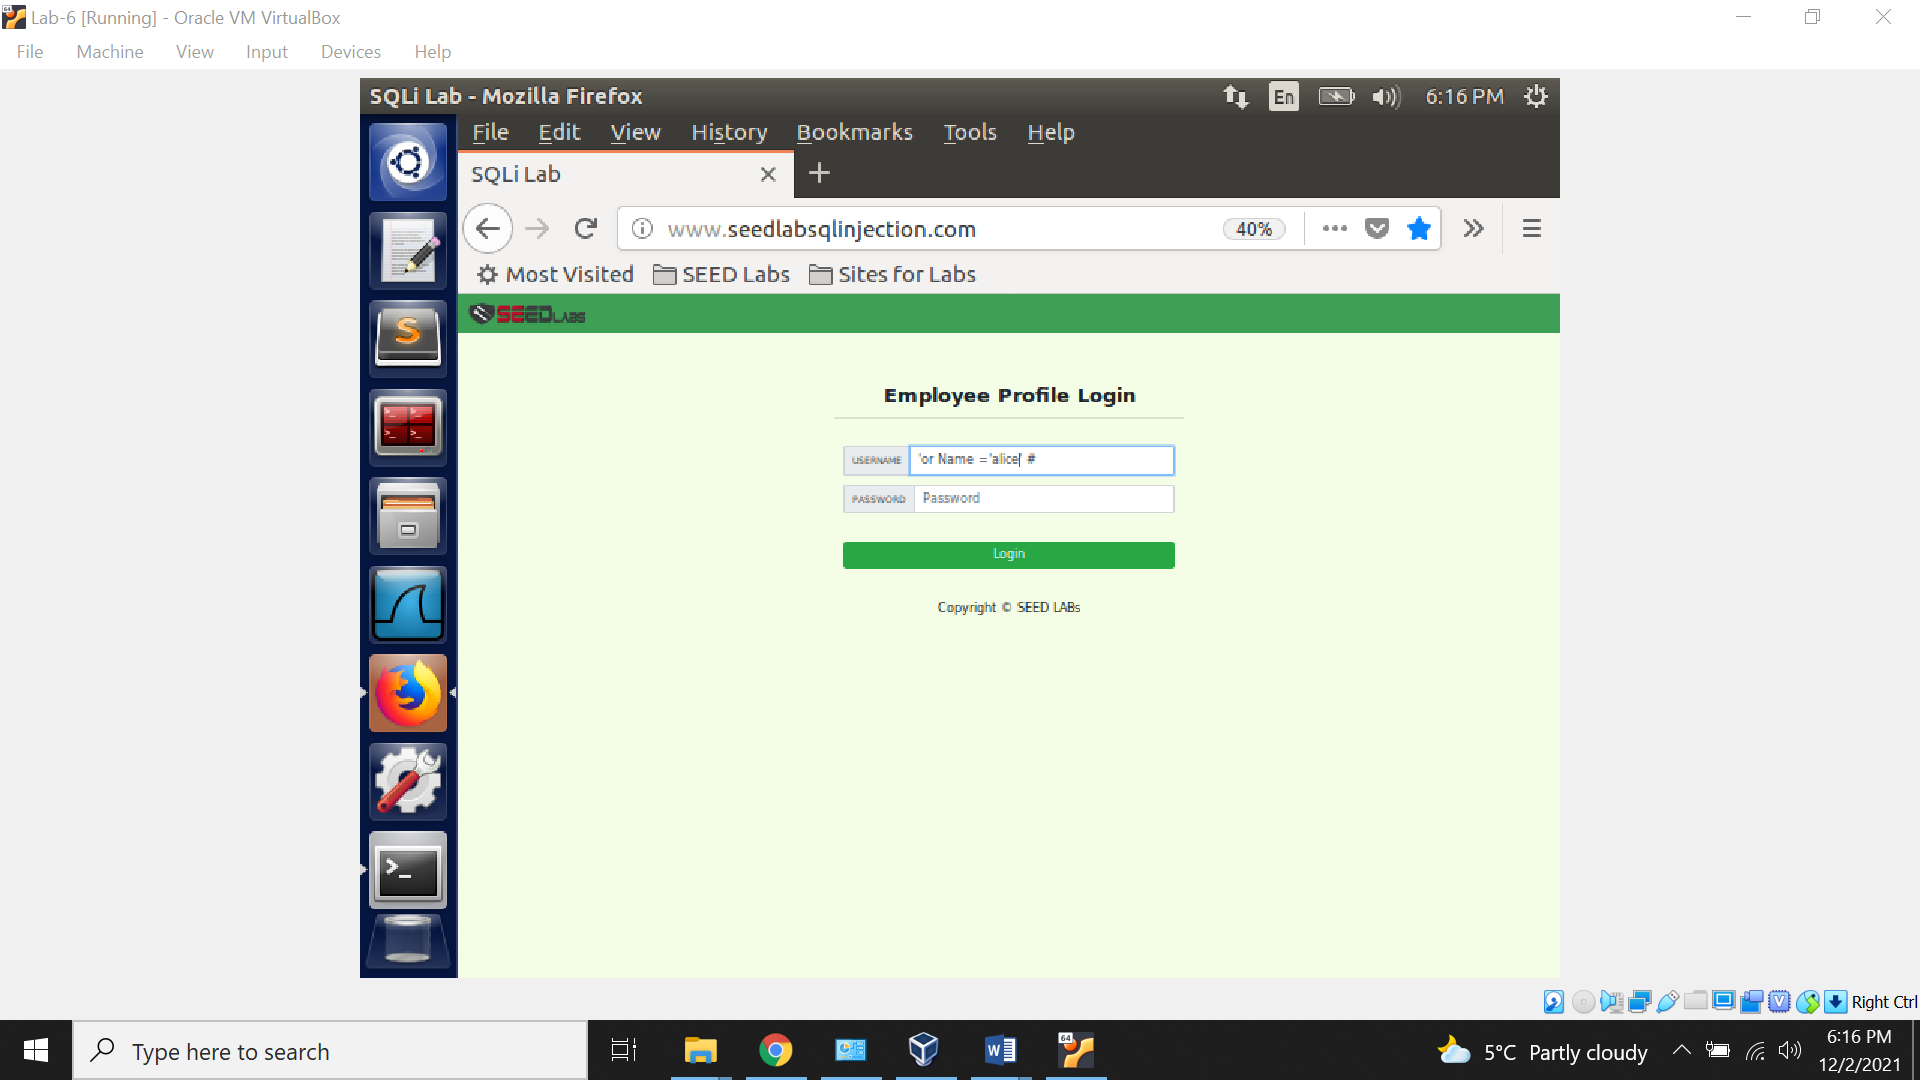 Lab-6 [Running] - Oracle VM VirtualBox
File Machine View Input Devices Help
SQLi Lab - Mozilla Firefox
En
6:16 PM
File Edit View History Bookmarks Tools Help
SQLi Lab
www.seedlabsqlinjection.com
40%
Most Visited SEED Labs Sites for Labs
SEEDLABS
Employee Profile Login
USERNAME 'or Name ='alice' #
PASSWORD Password
Login
Copyright © SEED LABs
Right Ctrl
Type here to search
64
5°C Partly cloudy
6:16 PM
12/2/2021